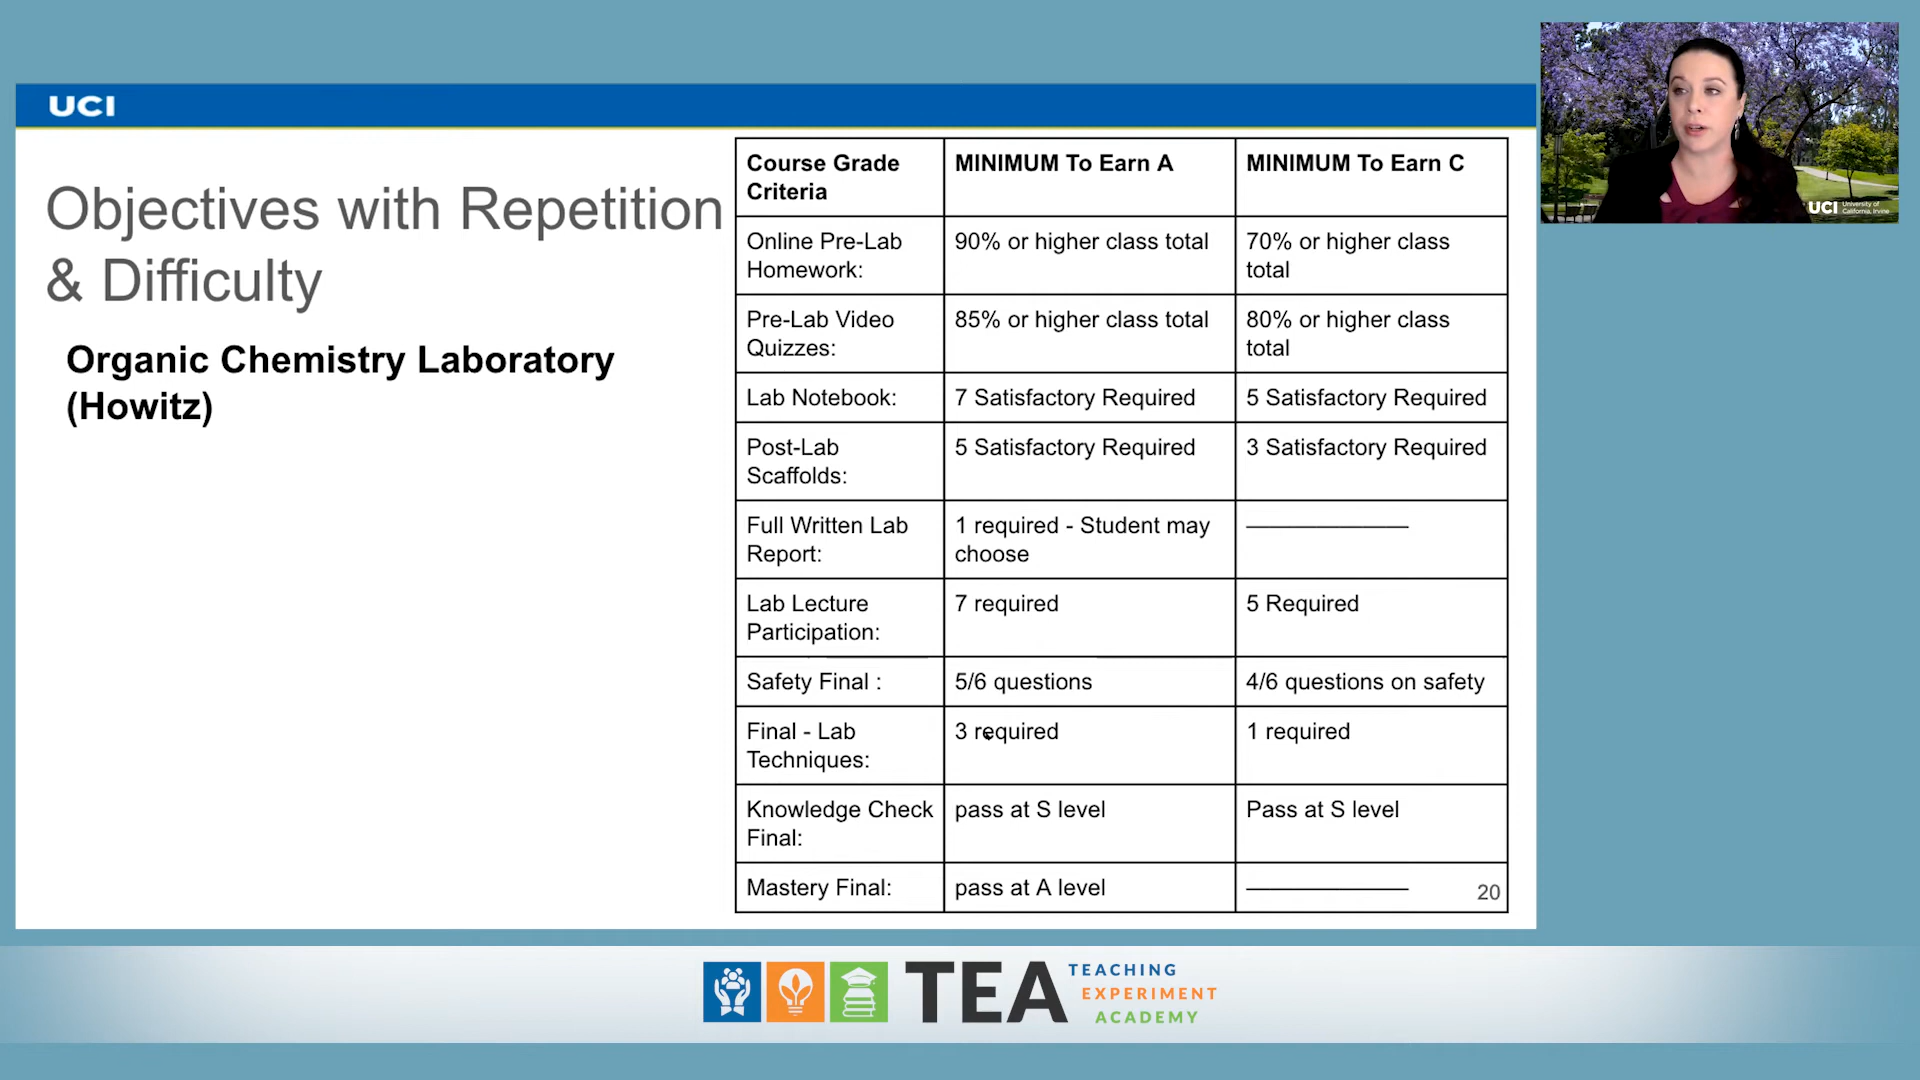 UCI
Objectives with Repetition
& Difficulty
Organic Chemistry Laboratory
(Howitz)
Course Grade
Criteria
MINIMUM To Earn A
MINIMUM To Earn C
Online Pre-Lab
Homework:
90% or higher class total
70% or higher class
total
Pre-Lab Video
Quizzes:
85% or higher class total
80% or higher class
total
Lab Notebook:
7 Satisfactory Required
5 Satisfactory Required
Post-Lab
Scaffolds:
5 Satisfactory Required
3 Satisfactory Required
Full Written Lab
Report:
1 required - Student may
choose
Lab Lecture
Participation:
7 required
5 Required
Safety Final :
5/6 questions
4/6 questions on safety
Final - Lab
Techniques:
3 required
1 required
Knowledge Check
Final:
pass at S level
Pass at S level
Mastery Final:
pass at A level
20
UCI University of
California, Irvine
TEA
TEACHING
EXPERIMENT
ACADEMY